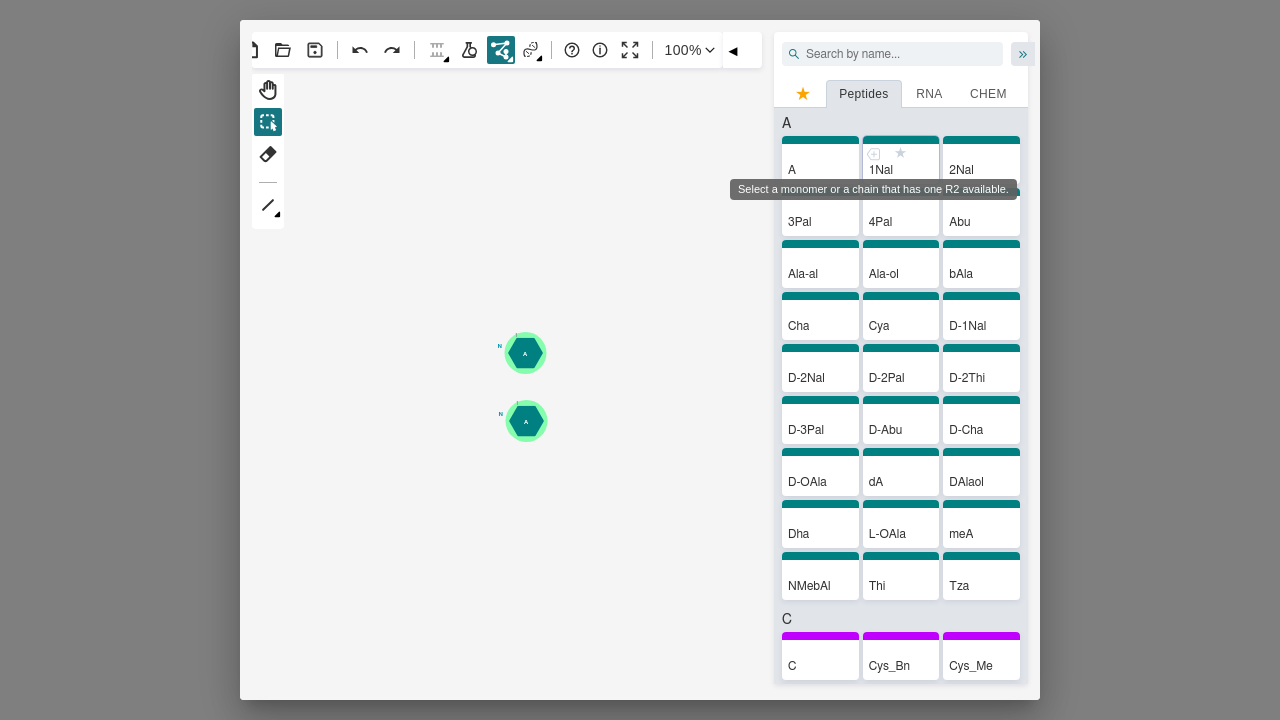 100%
Search by name...
»
Peptides
RNA
CHEM
A
A
1Nal
2Nal
Select a monomer or a chain that has one R2 available.
3Pal
4Pal
Abu
Ala-al
Ala-ol
bAla
Cha
Cya
D-1Nal
D-2Nal
D-2Pal
D-2Thi
D-3Pal
D-Abu
D-Cha
D-OAla
dA
DAlaol
Dha
L-OAla
meA
NMebAl
Thi
Tza
C
C
Cys_Bn
Cys_Me
N
A
N
A